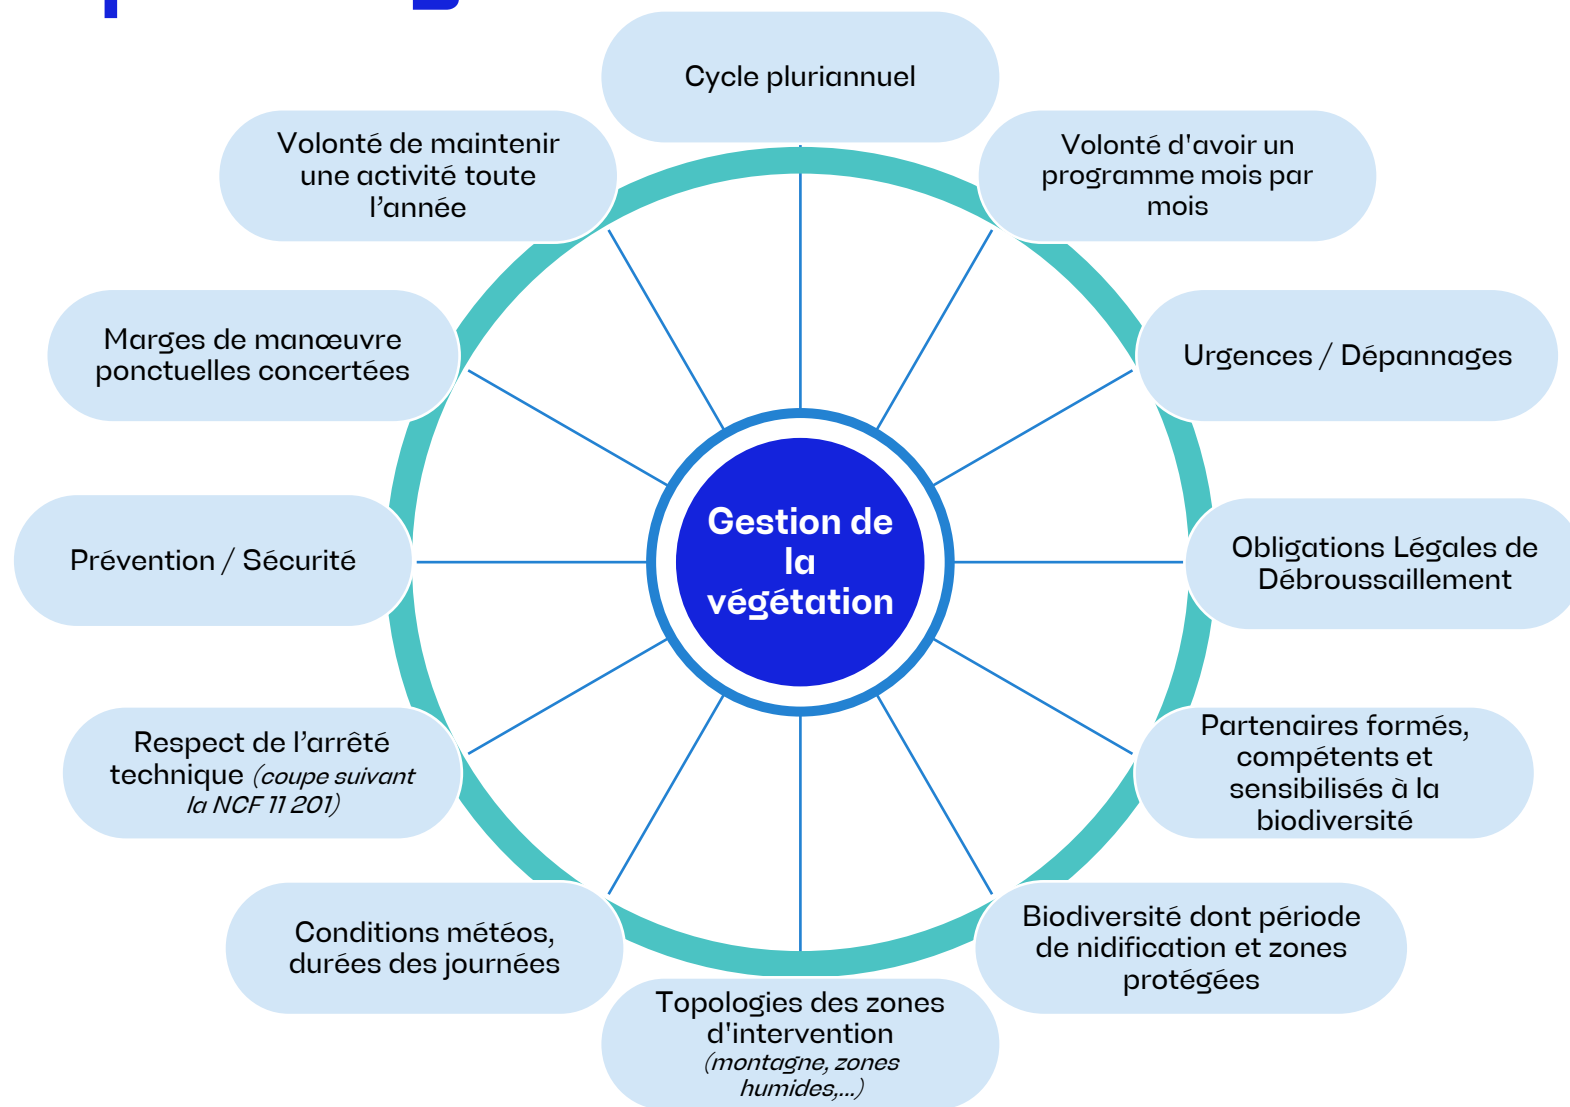 Cycle pluriannuel
Volonté de maintenir
une activité toute
l’année
Volonté d'avoir un
programme mois par
mois
Marges de manœuvre
ponctuelles concertées
Urgences / Dépannages
Gestion de
la
végétation
Prévention / Sécurité
Obligations Légales de
Débroussaillement
Respect de l’arrêté
technique (coupe suivant
la NCF 11 201)
Partenaires formés,
compétents et
sensibilisés à la
biodiversité
Conditions météos,
durées des journées
Biodiversité dont période
de nidification et zones
protégées
Topologies des zones
d'intervention
(montagne, zones
humides,...)